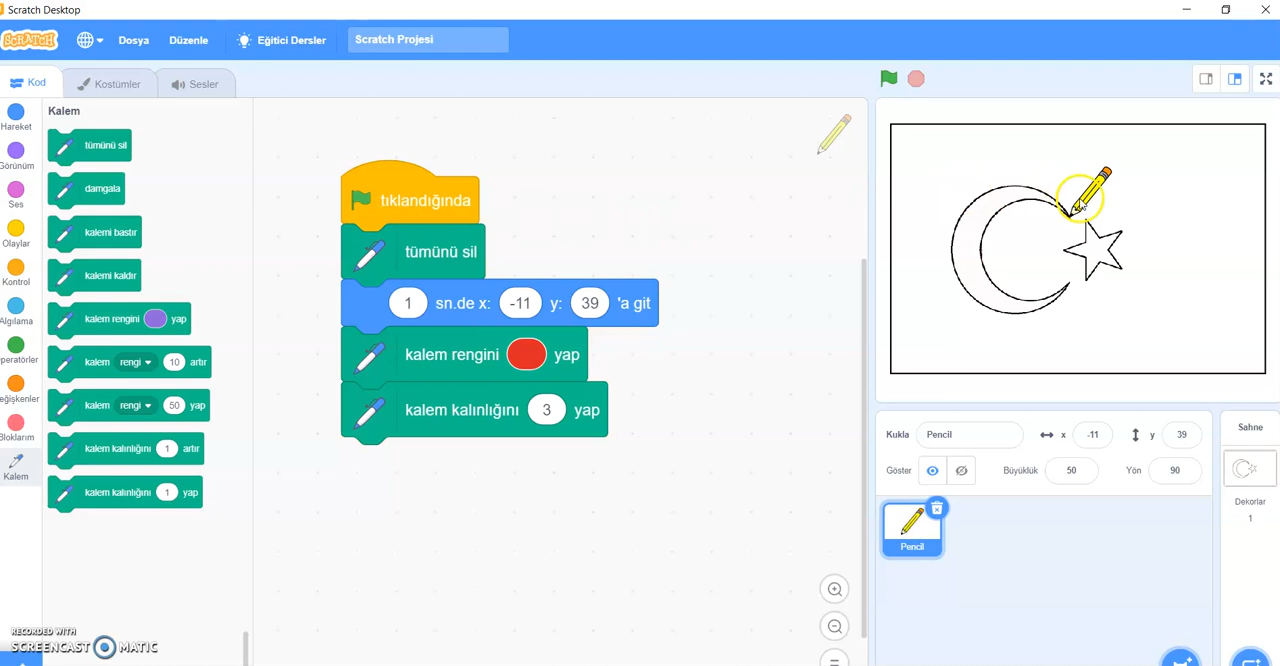 Scratch Desktop
SCRATCH Dosya Düzenle Eğitici Dersler Scratch Projesi
Kod Kostümler Sesler
Hareket
Görünüm
Ses
Olaylar
Kontrol
Algılama
Operatörler
Değişkenler
Bloklarım
Kalem
Kalem
tümünü sil
damgala
kalemi bastır
kalemi kaldır
kalem rengini yap
kalem rengi 10 artır
kalem rengi 50 yap
kalem kalınlığını 1 artır
kalem kalınlığını 1 yap
tıklandığında
tümünü sil
1 sn.de x: -11 y: 39 'a git
kalem rengini yap
kalem kalınlığını 3 yap
Kukla Pencil x -11 y 39
Göster Büyüklük 50 Yön 90
Pencil
Sahne
Dekorlar
1
RECORDED WITH
SCREENCAST MATIC